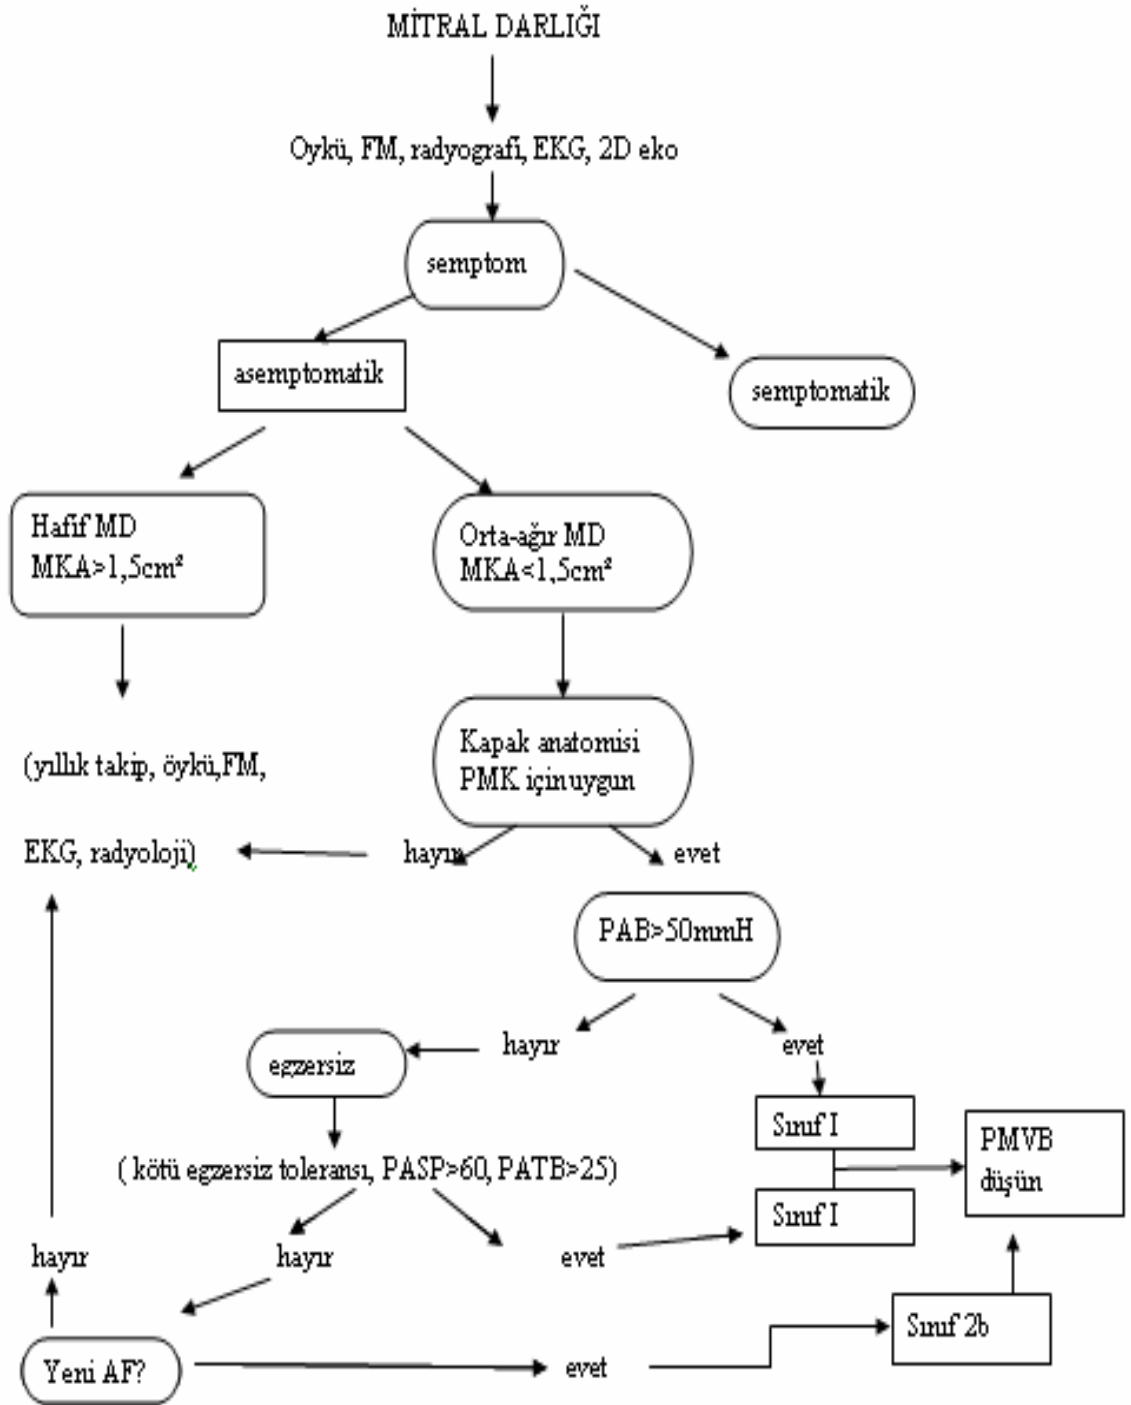 MİTRAL DARLIĞI
Oykü, FM, radyografi, EKG, 2D eko
semptom
asemptomatik
semptomatik
Hafif MD
MKA>1,5cm²
Orta-ağır MD
MKA<1,5cm²
Kapak anatomisi
PMK için uygun
(yıllık takip, öykü,FM,
EKG, radyoloji)
hayır
evet
PAB>50mmH
hayır
evet
egzersiz
Sınıf I
PMVB
düşün
( kötü egzersiz toleransı, PASP>60, PATB>25)
Sınıf I
hayır
hayır
evet
Sınıf 2b
Yeni AF?
evet